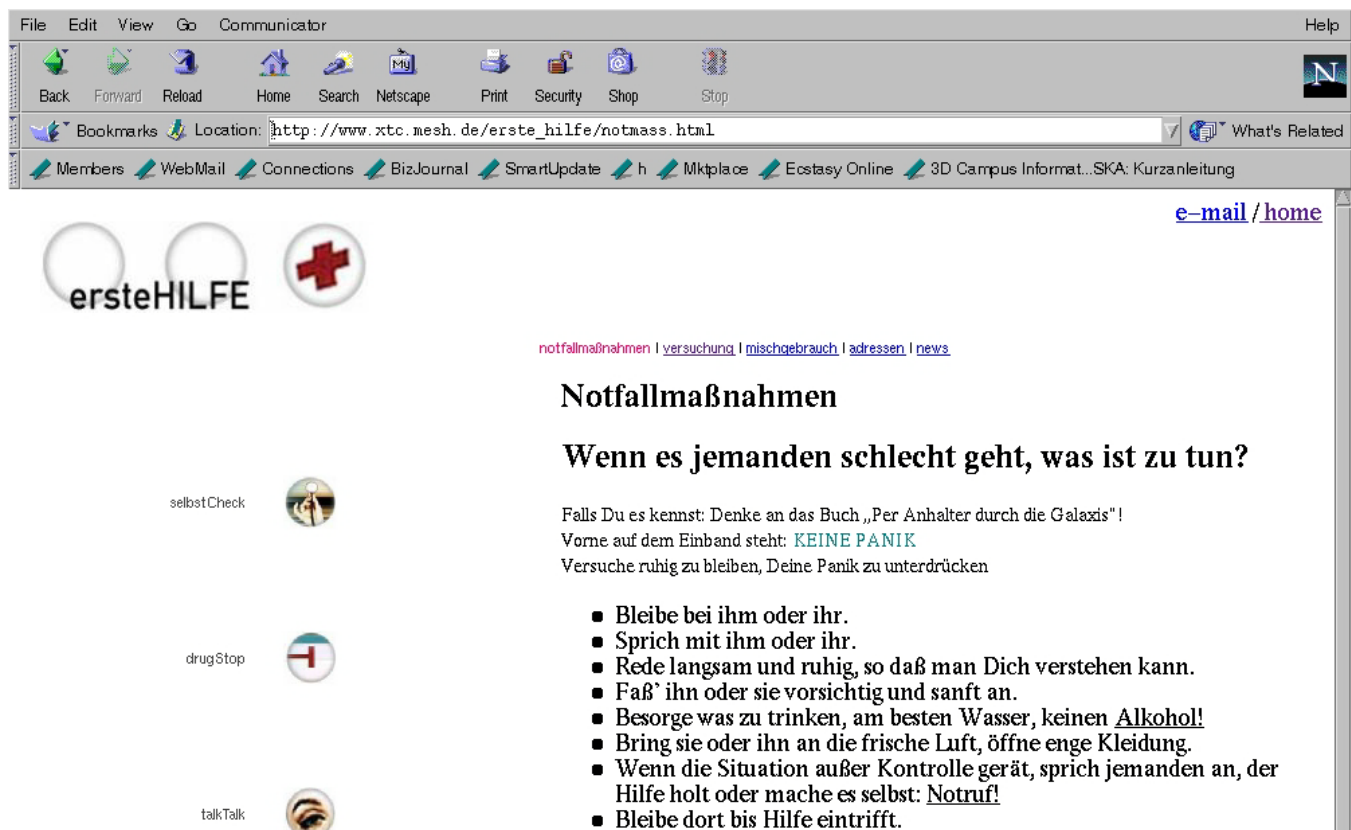 File Edit View Go Communicator Help
Back Forward Reload Home Search Netscape Print Security Shop Stop
My
N
Bookmarks Location: http://www.xtc.mesh.de/erste_hilfe/notmass.html What's Related
Members WebMail Connections BizJournal SmartUpdate h Mktplace Ecstasy Online 3D Campus Informat...SKA: Kurzanleitung
e-mail / home
ersteHILFE
notfallmaßnahmen | versuchung | mischgebrauch | adressen | news
Notfallmaßnahmen
Wenn es jemanden schlecht geht, was ist zu tun?
selbstCheck
Falls Du es kennst: Denke an das Buch „Per Anhalter durch die Galaxis"!
Vorne auf dem Einband steht: KEINE PANIK
Versuche ruhig zu bleiben, Deine Panik zu unterdrücken
drugStop
Bleibe bei ihm oder ihr.
Sprich mit ihm oder ihr.
Rede langsam und ruhig, so daß man Dich verstehen kann.
Faß' ihn oder sie vorsichtig und sanft an.
Besorge was zu trinken, am besten Wasser, keinen Alkohol!
Bring sie oder ihn an die frische Luft, öffne enge Kleidung.
Wenn die Situation außer Kontrolle gerät, sprich jemanden an, der
Hilfe holt oder mache es selbst: Notruf!
Bleibe dort bis Hilfe eintrifft.
talkTalk